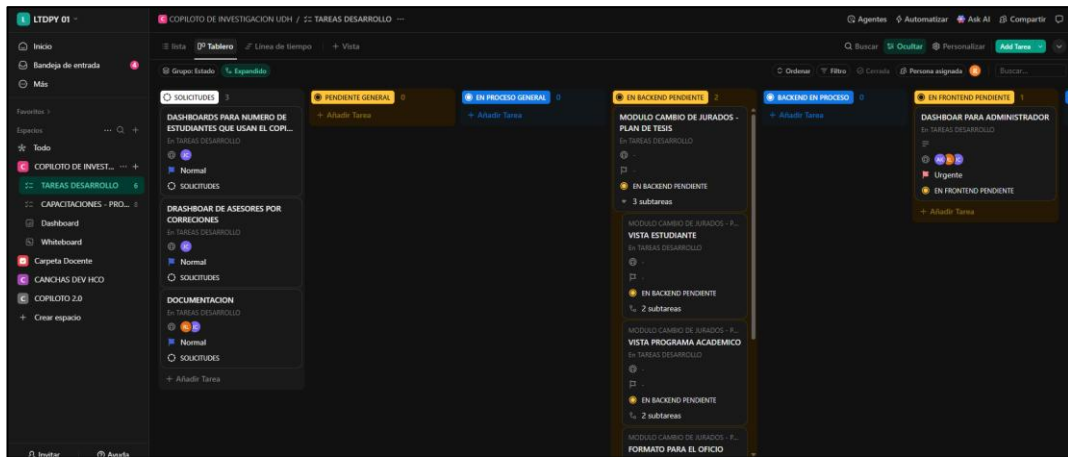 L LTDPY 01
C COPILOTO DE INVESTIGACION UDH / TAREAS DESARROLLO ...
Agentes Automatizar Ask AI Compartir
Inicio
Bandeja de entrada 4
Más
lista Tablero Línea de tiempo + Vista
Buscar Ocultar Personalizar Add Tarea
Grupo: Estado Expandido
Ordenar Filtro Cerrada Persona asignada Buscar...
Favoritos >
Espacios ... +
Todo
C COPILOTO DE INVEST... ... +
TAREAS DESARROLLO 6
CAPACITACIONES - PRO...
Dashboard
Whiteboard
Carpeta Docente
C CANCHAS DEV HCO
C COPILOTO 2.0
+ Crear espacio
Invitar Ayuda
SOLICITUDES 3
DASHBOARDS PARA NUMERO DE
ESTUDIANTES QUE USAN EL COPI...
En TAREAS DESARROLLO
JC
Normal
SOLICITUDES
DRASHBOAR DE ASESORES POR
CORRECIONES
En TAREAS DESARROLLO
JC
Normal
SOLICITUDES
DOCUMENTACION
En TAREAS DESARROLLO
JC
Normal
SOLICITUDES
+ Añadir Tarea
PENDIENTE GENERAL 0
+ Añadir Tarea
EN PROCESO GENERAL 0
+ Añadir Tarea
EN BACKEND PENDIENTE 2
MODULO CAMBIO DE JURADOS -
PLAN DE TESIS
En TAREAS DESARROLLO
-
-
EN BACKEND PENDIENTE
3 subtareas
MODULO CAMBIO DE JURADOS - P...
VISTA ESTUDIANTE
En TAREAS DESARROLLO
-
-
EN BACKEND PENDIENTE
2 subtareas
MODULO CAMBIO DE JURADOS - P...
VISTA PROGRAMA ACADEMICO
En TAREAS DESARROLLO
-
-
EN BACKEND PENDIENTE
2 subtareas
MODULO CAMBIO DE JURADOS - P...
FORMATO PARA EL OFICIO
BACKEND EN PROCESO 0
+ Añadir Tarea
EN FRONTEND PENDIENTE 1
DASHBOAR PARA ADMINISTRADOR
En TAREAS DESARROLLO
JC
Urgente
EN FRONTEND PENDIENTE
+ Añadir Tarea